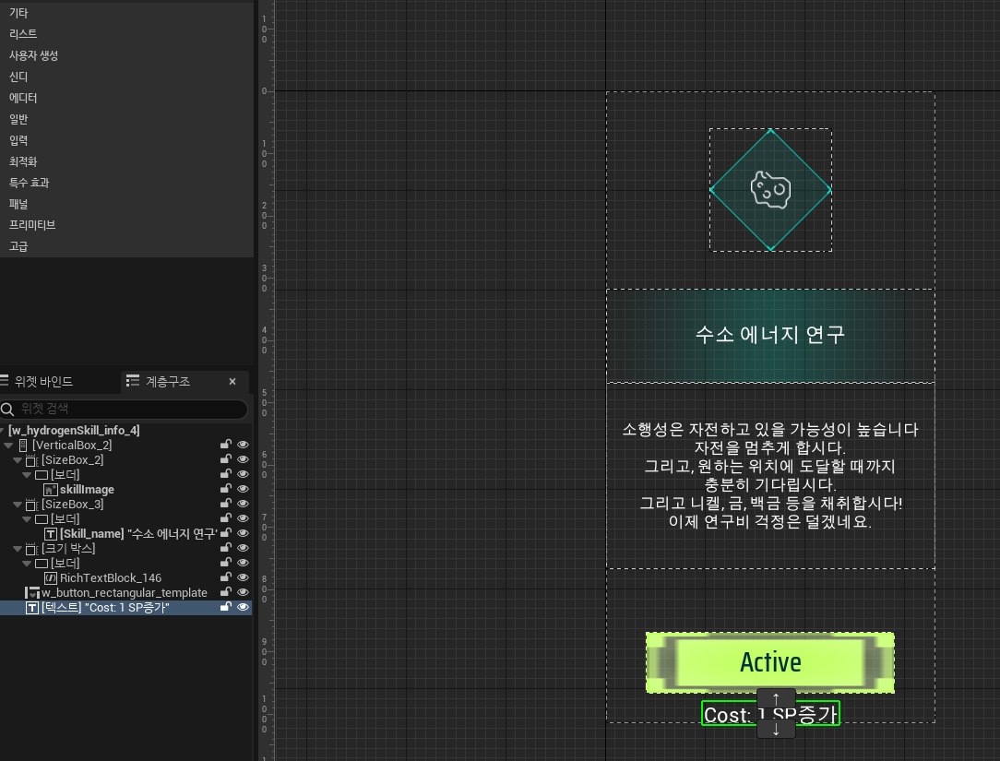 기타
리스트
사용자 생성
신디
에디터
일반
입력
최적화
특수 효과
패널
프리미티브
고급
위젯 바인드
계층구조
위젯 검색
[w_hydrogenSkill_info_4]
[VerticalBox_2]
[SizeBox_2]
[보더]
skillImage
[SizeBox_3]
[보더]
[Skill_name] "수소 에너지 연구"
[크기 박스]
[보더]
RichTextBlock_146
w_button_rectangular_template
[텍스트] "Cost: 1 SP증가"
100
0
100
200
300
400
500
600
700
800
900
1000
수소 에너지 연구
소행성은 자전하고 있을 가능성이 높습니다
자전을 멈추게 합시다.
그리고, 원하는 위치에 도달할 때까지
충분히 기다립시다.
그리고 니켈, 금, 백금 등을 채취합시다!
이제 연구비 걱정은 덜겠네요.
Active
Cost: 1 SP증가